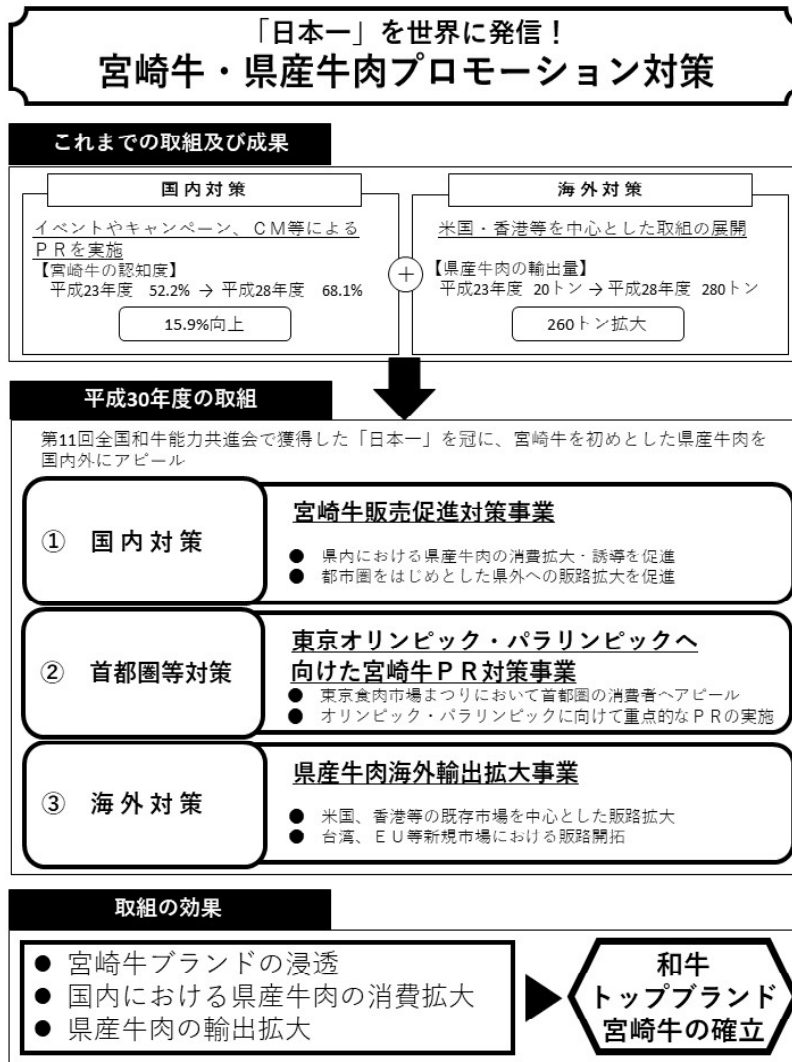 「日本一」を世界に発信！
宮崎牛・県産牛肉プロモーション対策
これまでの取組及び成果
国内対策
イベントやキャンペーン、ＣＭ等による
ＰＲを実施
【宮崎牛の認知度】
平成23年度 52.2% → 平成28年度 68.1%
15.9%向上
＋
海外対策
米国・香港等を中心とした取組の展開
【県産牛肉の輸出量】
平成23年度 20トン → 平成28年度 280トン
260トン拡大
平成30年度の取組
第11回全国和牛能力共進会で獲得した「日本一」を冠に、宮崎牛を初めとした県産牛肉を
国内外にアピール
① 国内対策
宮崎牛販売促進対策事業
● 県内における県産牛肉の消費拡大・誘導を促進
● 都市圏をはじめとした県外への販路拡大を促進
② 首都圏等対策
東京オリンピック・パラリンピックへ
向けた宮崎牛ＰＲ対策事業
● 東京食肉市場まつりにおいて首都圏の消費者へアピール
● オリンピック・パラリンピックに向けて重点的なＰＲの実施
③ 海外対策
県産牛肉海外輸出拡大事業
● 米国、香港等の既存市場を中心とした販路拡大
● 台湾、ＥＵ等新規市場における販路開拓
取組の効果
● 宮崎牛ブランドの浸透
● 国内における県産牛肉の消費拡大
● 県産牛肉の輸出拡大
和牛
トップブランド
宮崎牛の確立